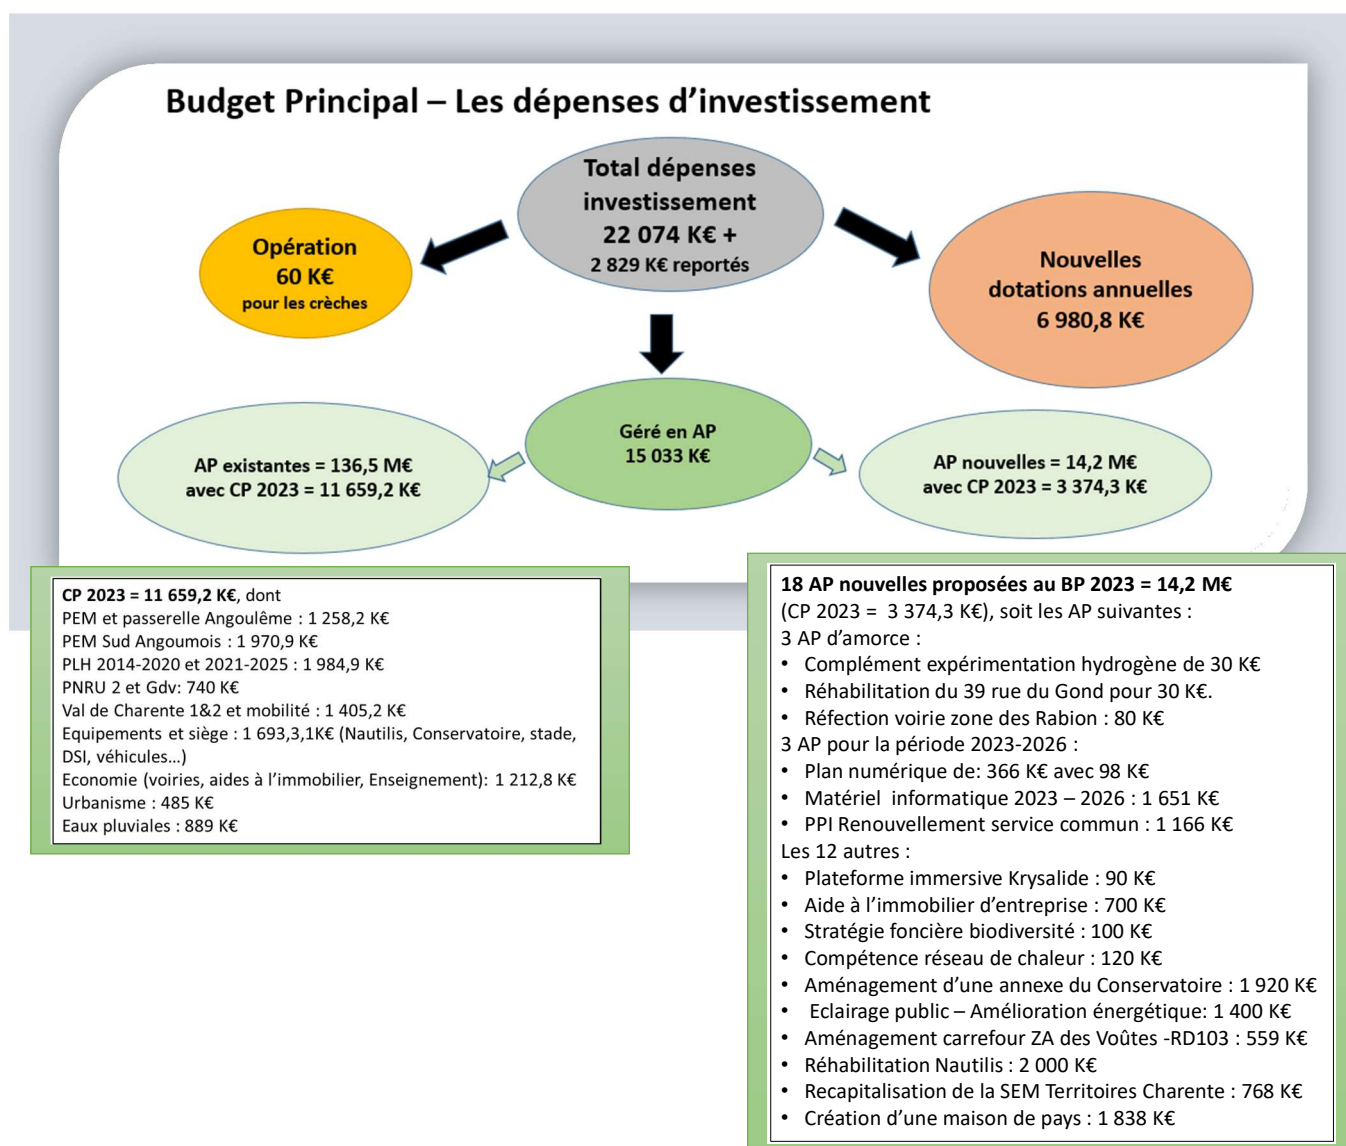 Budget Principal – Les dépenses d’investissement
Total dépenses
investissement
22 074 K€ +
2 829 K€ reportés
Opération
60 K€
pour les crèches
Nouvelles
dotations annuelles
6 980,8 K€
Géré en AP
15 033 K€
AP existantes = 136,5 M€
avec CP 2023 = 11 659,2 K€
AP nouvelles = 14,2 M€
avec CP 2023 = 3 374,3 K€
CP 2023 = 11 659,2 K€, dont
PEM et passerelle Angoulême : 1 258,2 K€
PEM Sud Angoumois : 1 970,9 K€
PLH 2014-2020 et 2021-2025 : 1 984,9 K€
PNRU 2 et Gdv: 740 K€
Val de Charente 1&2 et mobilité : 1 405,2 K€
Equipements et siège : 1 693,3,1K€ (Nautilis, Conservatoire, stade,
DSI, véhicules…)
Economie (voiries, aides à l’immobilier, Enseignement): 1 212,8 K€
Urbanisme : 485 K€
Eaux pluviales : 889 K€
18 AP nouvelles proposées au BP 2023 = 14,2 M€
(CP 2023 = 3 374,3 K€), soit les AP suivantes :
3 AP d’amorce :
• Complément expérimentation hydrogène de 30 K€
• Réhabilitation du 39 rue du Gond pour 30 K€.
• Réfection voirie zone des Rabion : 80 K€
3 AP pour la période 2023-2026 :
• Plan numérique de: 366 K€ avec 98 K€
• Matériel informatique 2023 – 2026 : 1 651 K€
• PPI Renouvellement service commun : 1 166 K€
Les 12 autres :
• Plateforme immersive Krysalide : 90 K€
• Aide à l’immobilier d’entreprise : 700 K€
• Stratégie foncière biodiversité : 100 K€
• Compétence réseau de chaleur : 120 K€
• Aménagement d’une annexe du Conservatoire : 1 920 K€
• Eclairage public – Amélioration énergétique: 1 400 K€
• Aménagement carrefour ZA des Voûtes -RD103 : 559 K€
• Réhabilitation Nautilis : 2 000 K€
• Recapitalisation de la SEM Territoires Charente : 768 K€
• Création d’une maison de pays : 1 838 K€